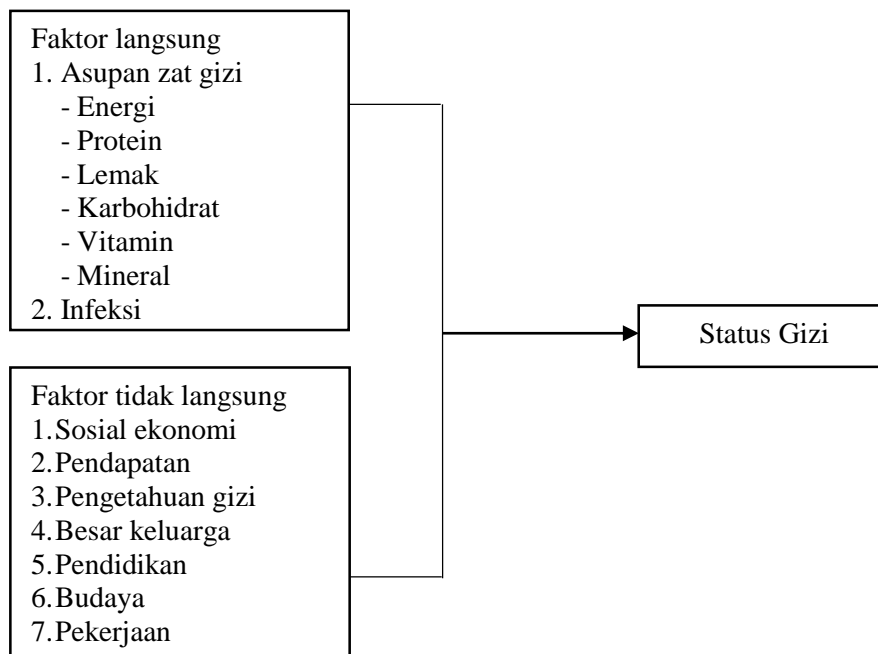 Faktor langsung
1. Asupan zat gizi
- Energi
- Protein
- Lemak
- Karbohidrat
- Vitamin
- Mineral
2. Infeksi
Status Gizi
Faktor tidak langsung
1.Sosial ekonomi
2.Pendapatan
3.Pengetahuan gizi
4.Besar keluarga
5.Pendidikan
6.Budaya
7.Pekerjaan